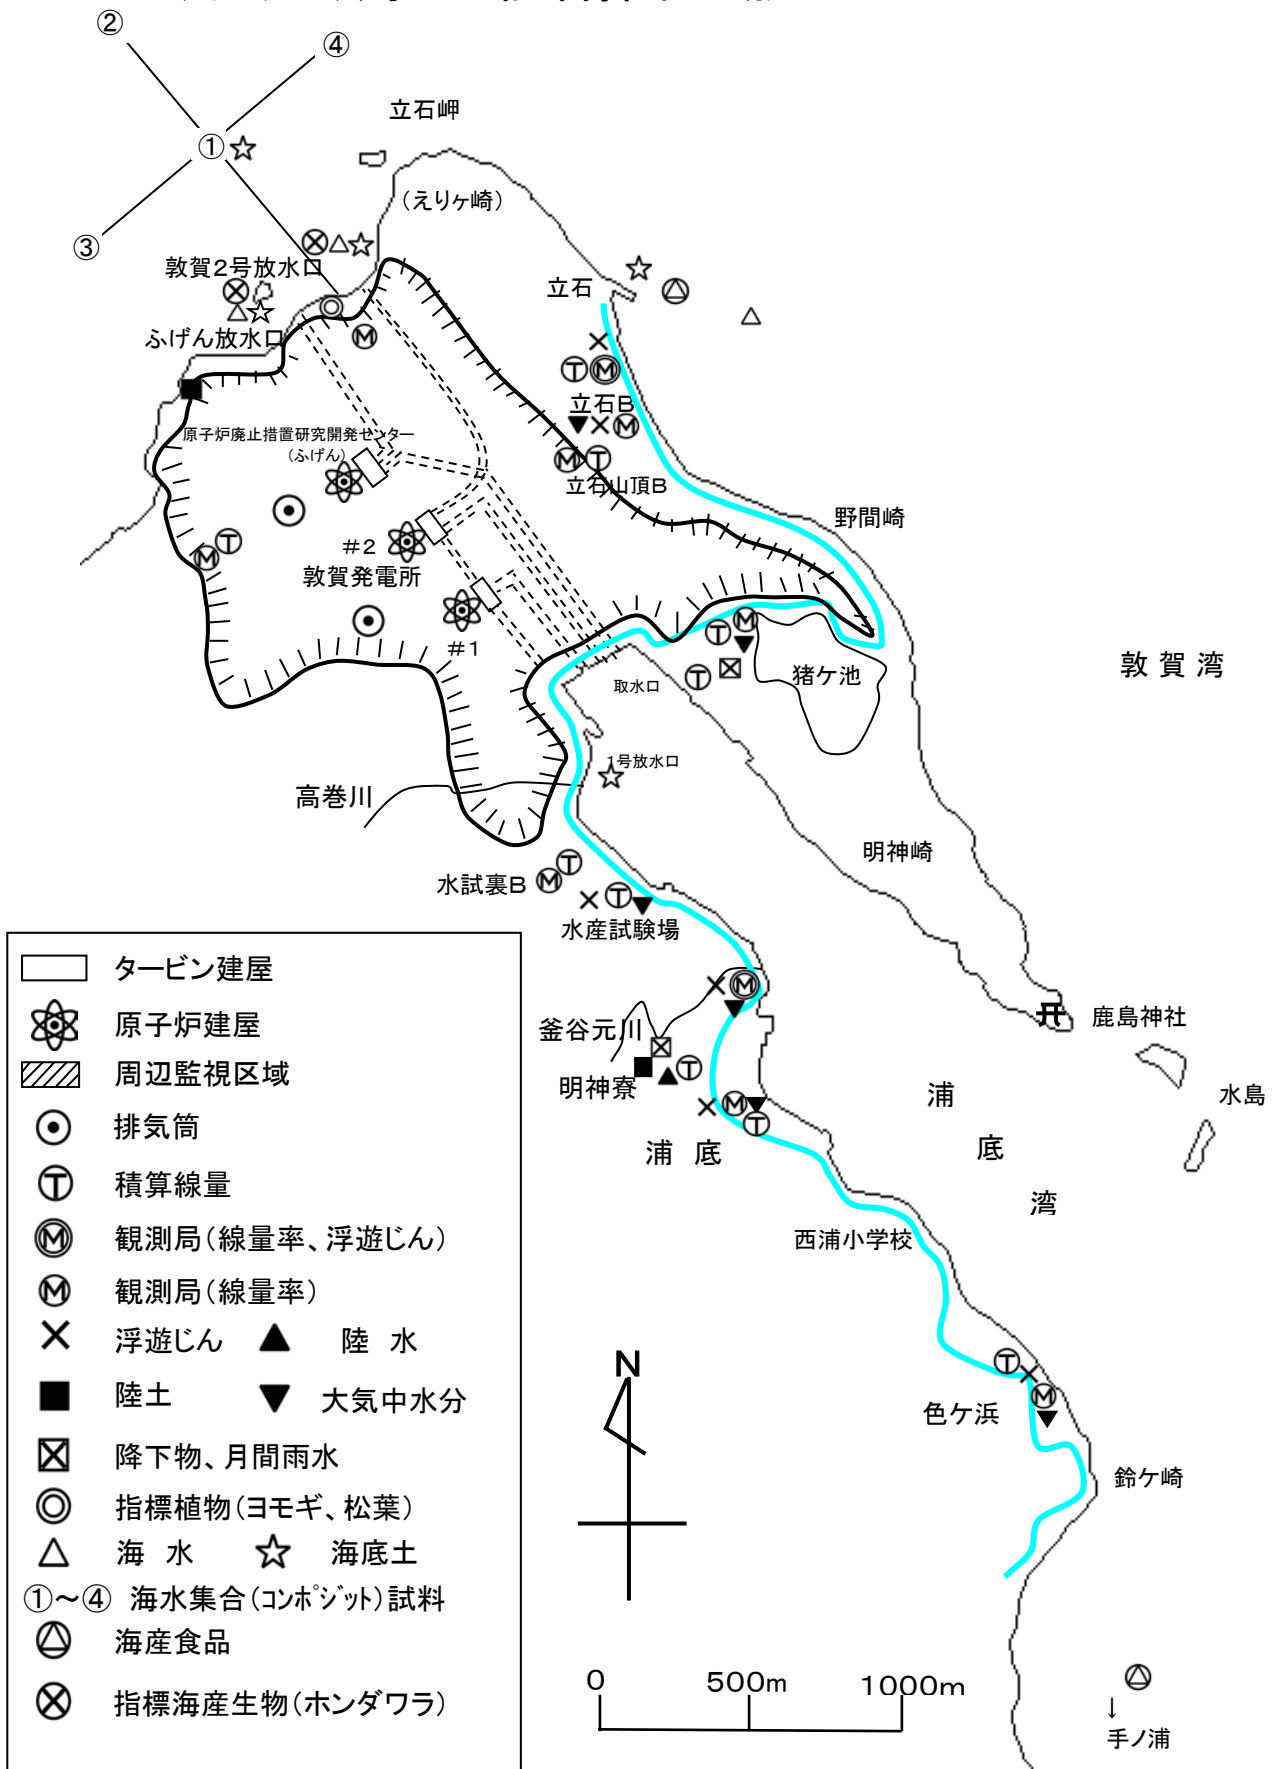 ②
④
立石岬
①
(えりヶ崎)
③
敦賀2号放水口
立石
ふげん放水口
M
T M
立石B
M
原子炉廃止措置研究開発センター
(ふげん)
M T
立石山頂B
野間崎
T
M
#2
敦賀発電所
M
T
#1
敦賀湾
猪ケ池
T
取水口
1号放水口
高巻川
明神崎
T
M
水試裏B
T
水産試験場
M
鹿島神社
釜谷元川
T
明神寮
水島
M
T
浦底
浦底湾
西浦小学校
N
T
M
色ケ浜
鈴ケ崎
0 500m 1000m
↓
手ノ浦
タービン建屋
原子炉建屋
周辺監視区域
排気筒
T 積算線量
M 観測局(線量率、浮遊じん)
M 観測局(線量率)
浮遊じん 陸 水
陸土 大気中水分
降下物、月間雨水
指標植物(ヨモギ、松葉)
海 水 海底土
①~④ 海水集合(コンポジット)試料
海産食品
指標海産生物(ホンダワラ)